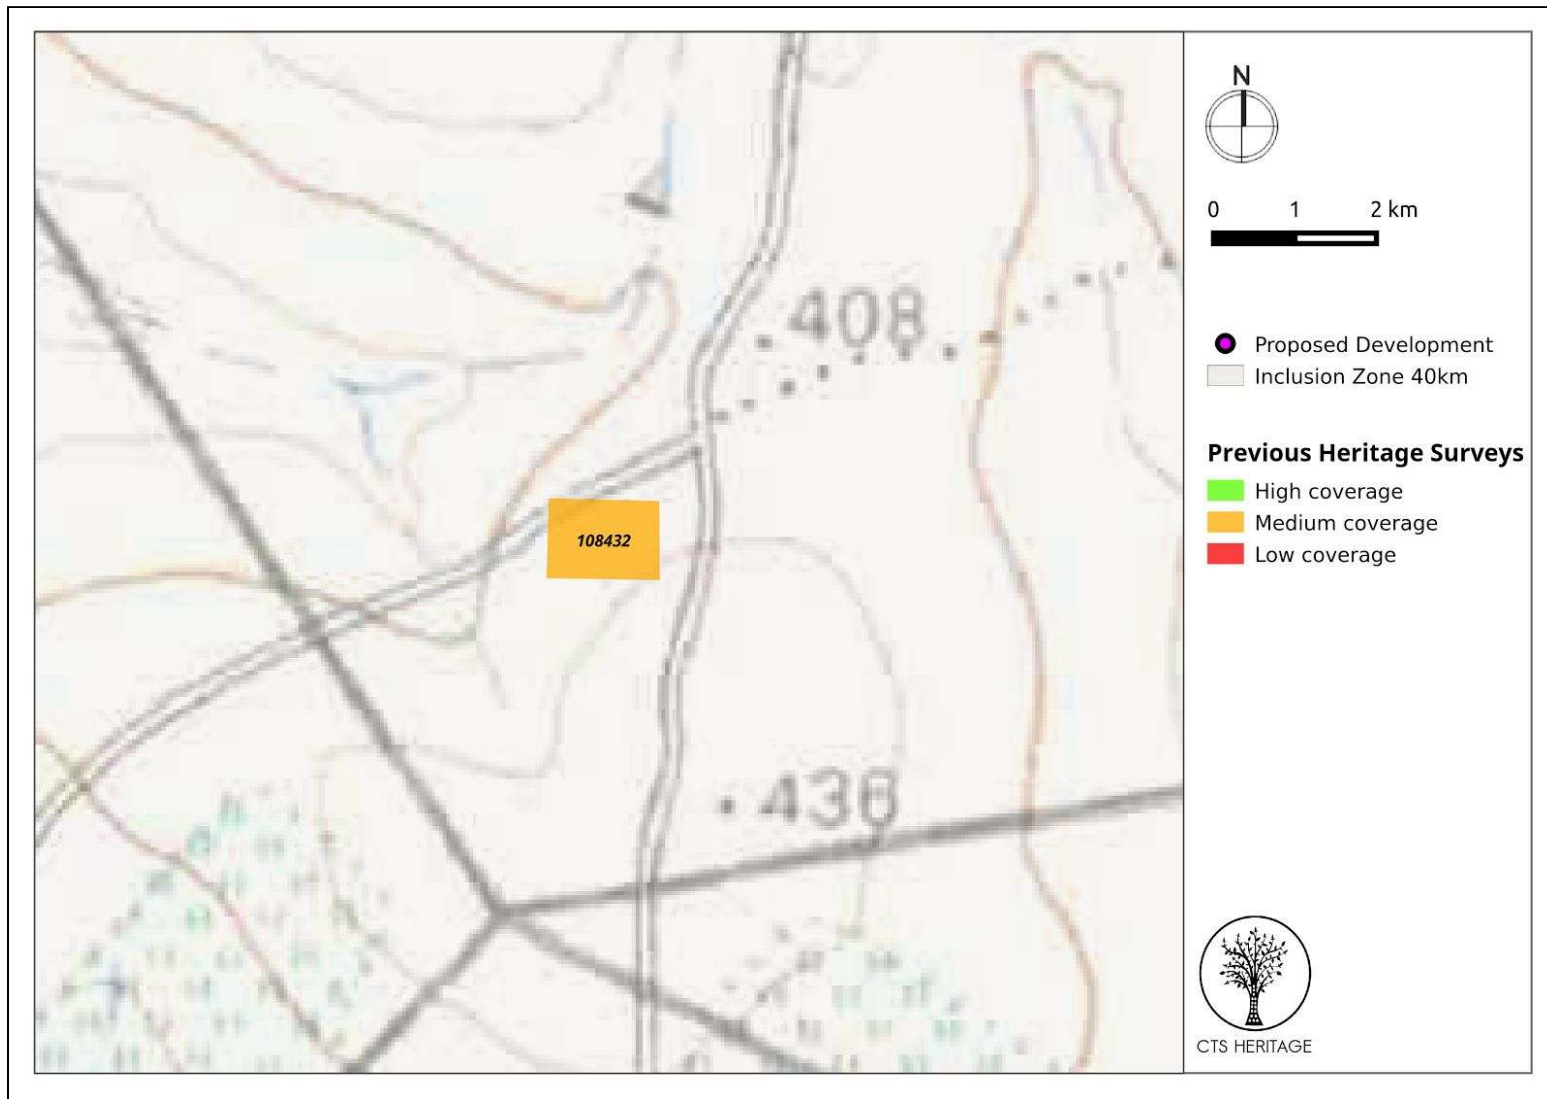 N
0 1 2 km
408
Proposed Development
Inclusion Zone 40km
Previous Heritage Surveys
High coverage
Medium coverage
Low coverage
108432
436
CTS HERITAGE